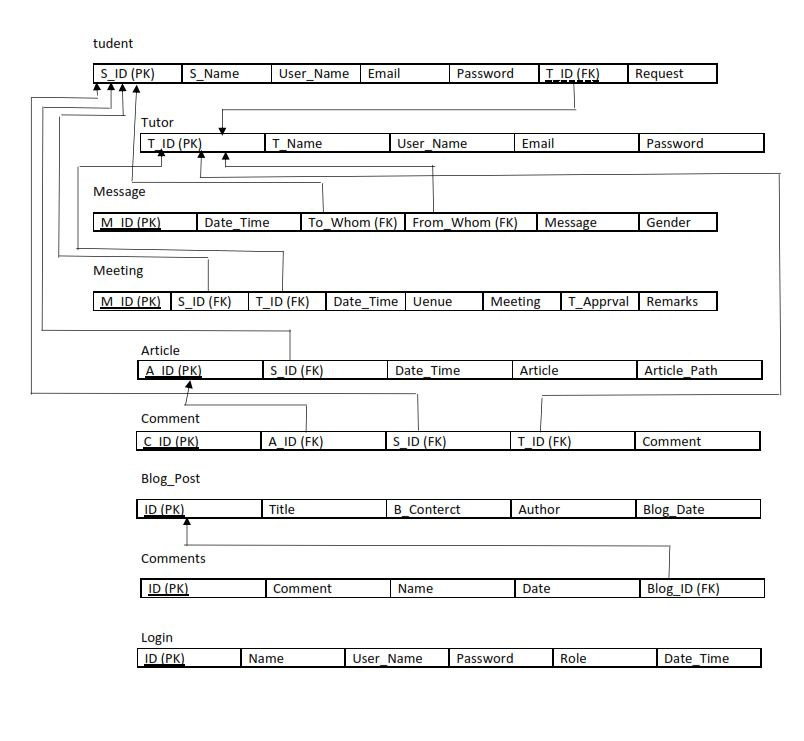 tudent
S_ID (PK) S_Name User_Name Email Password T_ID (FK) Request
Tutor
T_ID (PK) T_Name User_Name Email Password
Message
M_ID (PK) Date_Time To_Whom (FK) From_Whom (FK) Message Gender
Meeting
M_ID (PK) S_ID (FK) T_ID (FK) Date_Time Uenue Meeting T_Apprval Remarks
Article
A_ID (PK) S_ID (FK) Date_Time Article Article_Path
Comment
C_ID (PK) A_ID (FK) S_ID (FK) T_ID (FK) Comment
Blog_Post
ID (PK) Title B_Conterct Author Blog_Date
Comments
ID (PK) Comment Name Date Blog_ID (FK)
Login
ID (PK) Name User_Name Password Role Date_Time